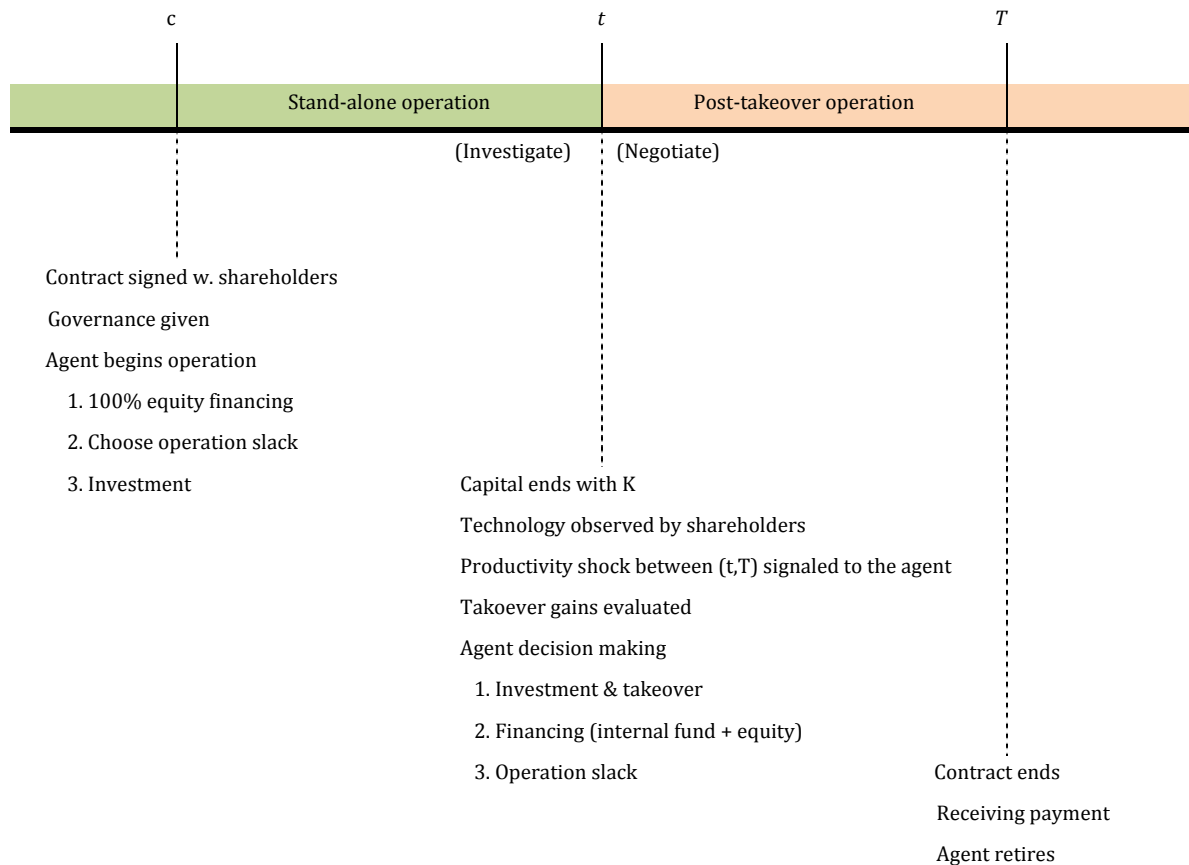 c
t
T
Stand-alone operation
Post-takeover operation
(Investigate)
(Negotiate)
Contract signed w. shareholders
Governance given
Agent begins operation
1. 100% equity financing
2. Choose operation slack
3. Investment
Capital ends with K
Technology observed by shareholders
Productivity shock between (t,T) signaled to the agent
Takoever gains evaluated
Agent decision making
1. Investment & takeover
2. Financing (internal fund + equity)
3. Operation slack
Contract ends
Receiving payment
Agent retires